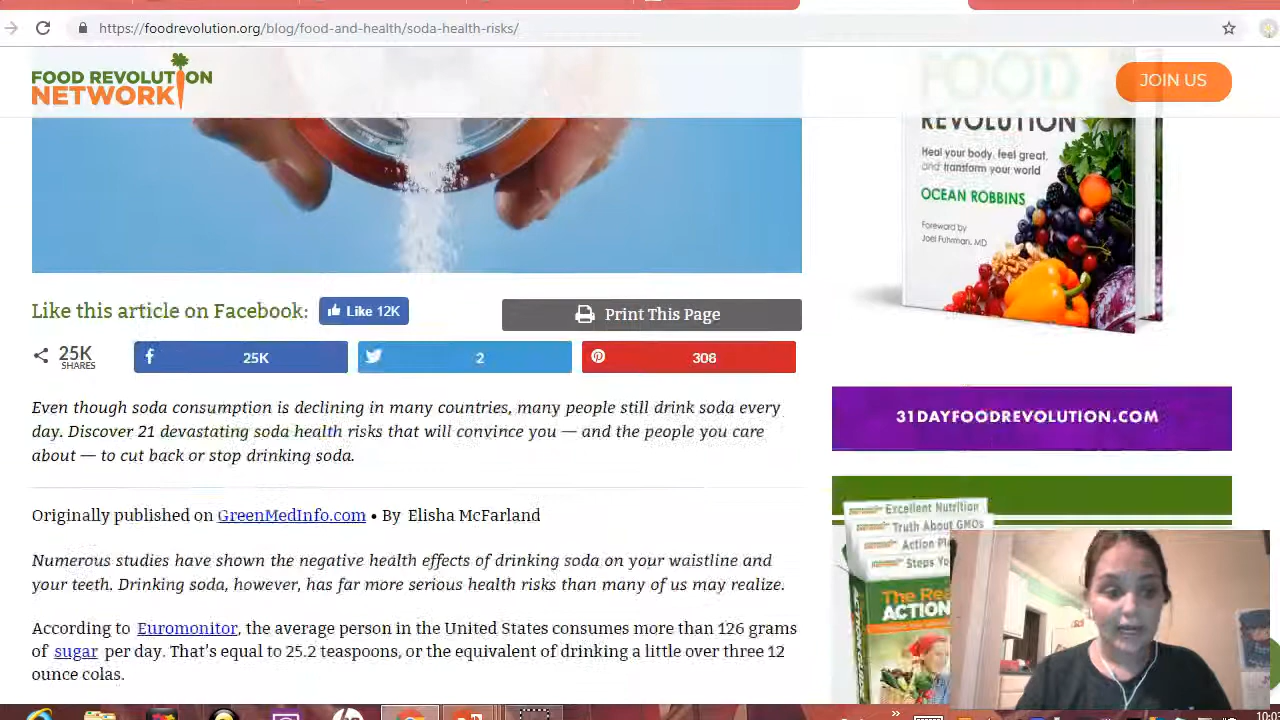 https://foodrevolution.org/blog/food-and-health/soda-health-risks/
FOOD REVOLUTION
NETWORK
JOIN US
FOOD
REVOLUTION
Heal your body, feel great,
and transform your world
OCEAN ROBBINS
Foreword by
Joel Fuhrman, MD
Like this article on Facebook:
Like 12K
Print This Page
25K
SHARES
25K
2
308
31DAYFOODREVOLUTION.COM
Even though soda consumption is declining in many countries, many people still drink soda every
day. Discover 21 devastating soda health risks that will convince you — and the people you care
about — to cut back or stop drinking soda.
Excellent Nutrition
Truth About GMOs
Action
Steps
ACTION
Originally published on GreenMedInfo.com • By Elisha McFarland
Numerous studies have shown the negative health effects of drinking soda on your waistline and
your teeth. Drinking soda, however, has far more serious health risks than many of us may realize.
According to Euromonitor, the average person in the United States consumes more than 126 grams
of sugar per day. That's equal to 25.2 teaspoons, or the equivalent of drinking a little over three 12
ounce colas.